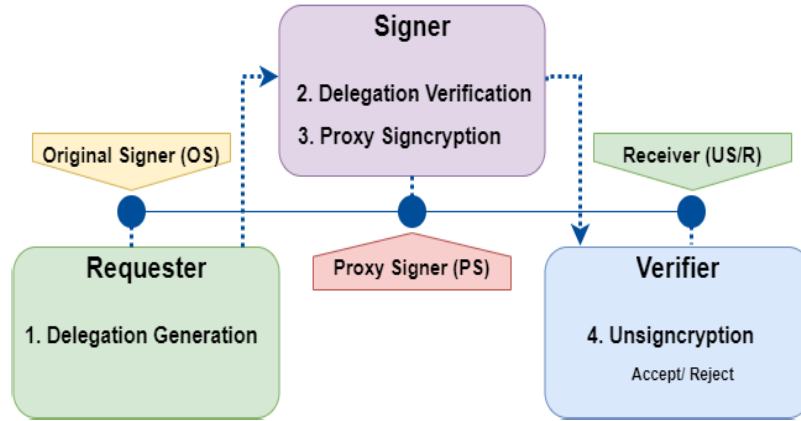 Signer
2. Delegation Verification
3. Proxy Signcryption
Original Signer (OS)
Receiver (US/R)
Proxy Signer (PS)
Requester
1. Delegation Generation
Verifier
4. Unsigncryption
Accept/ Reject